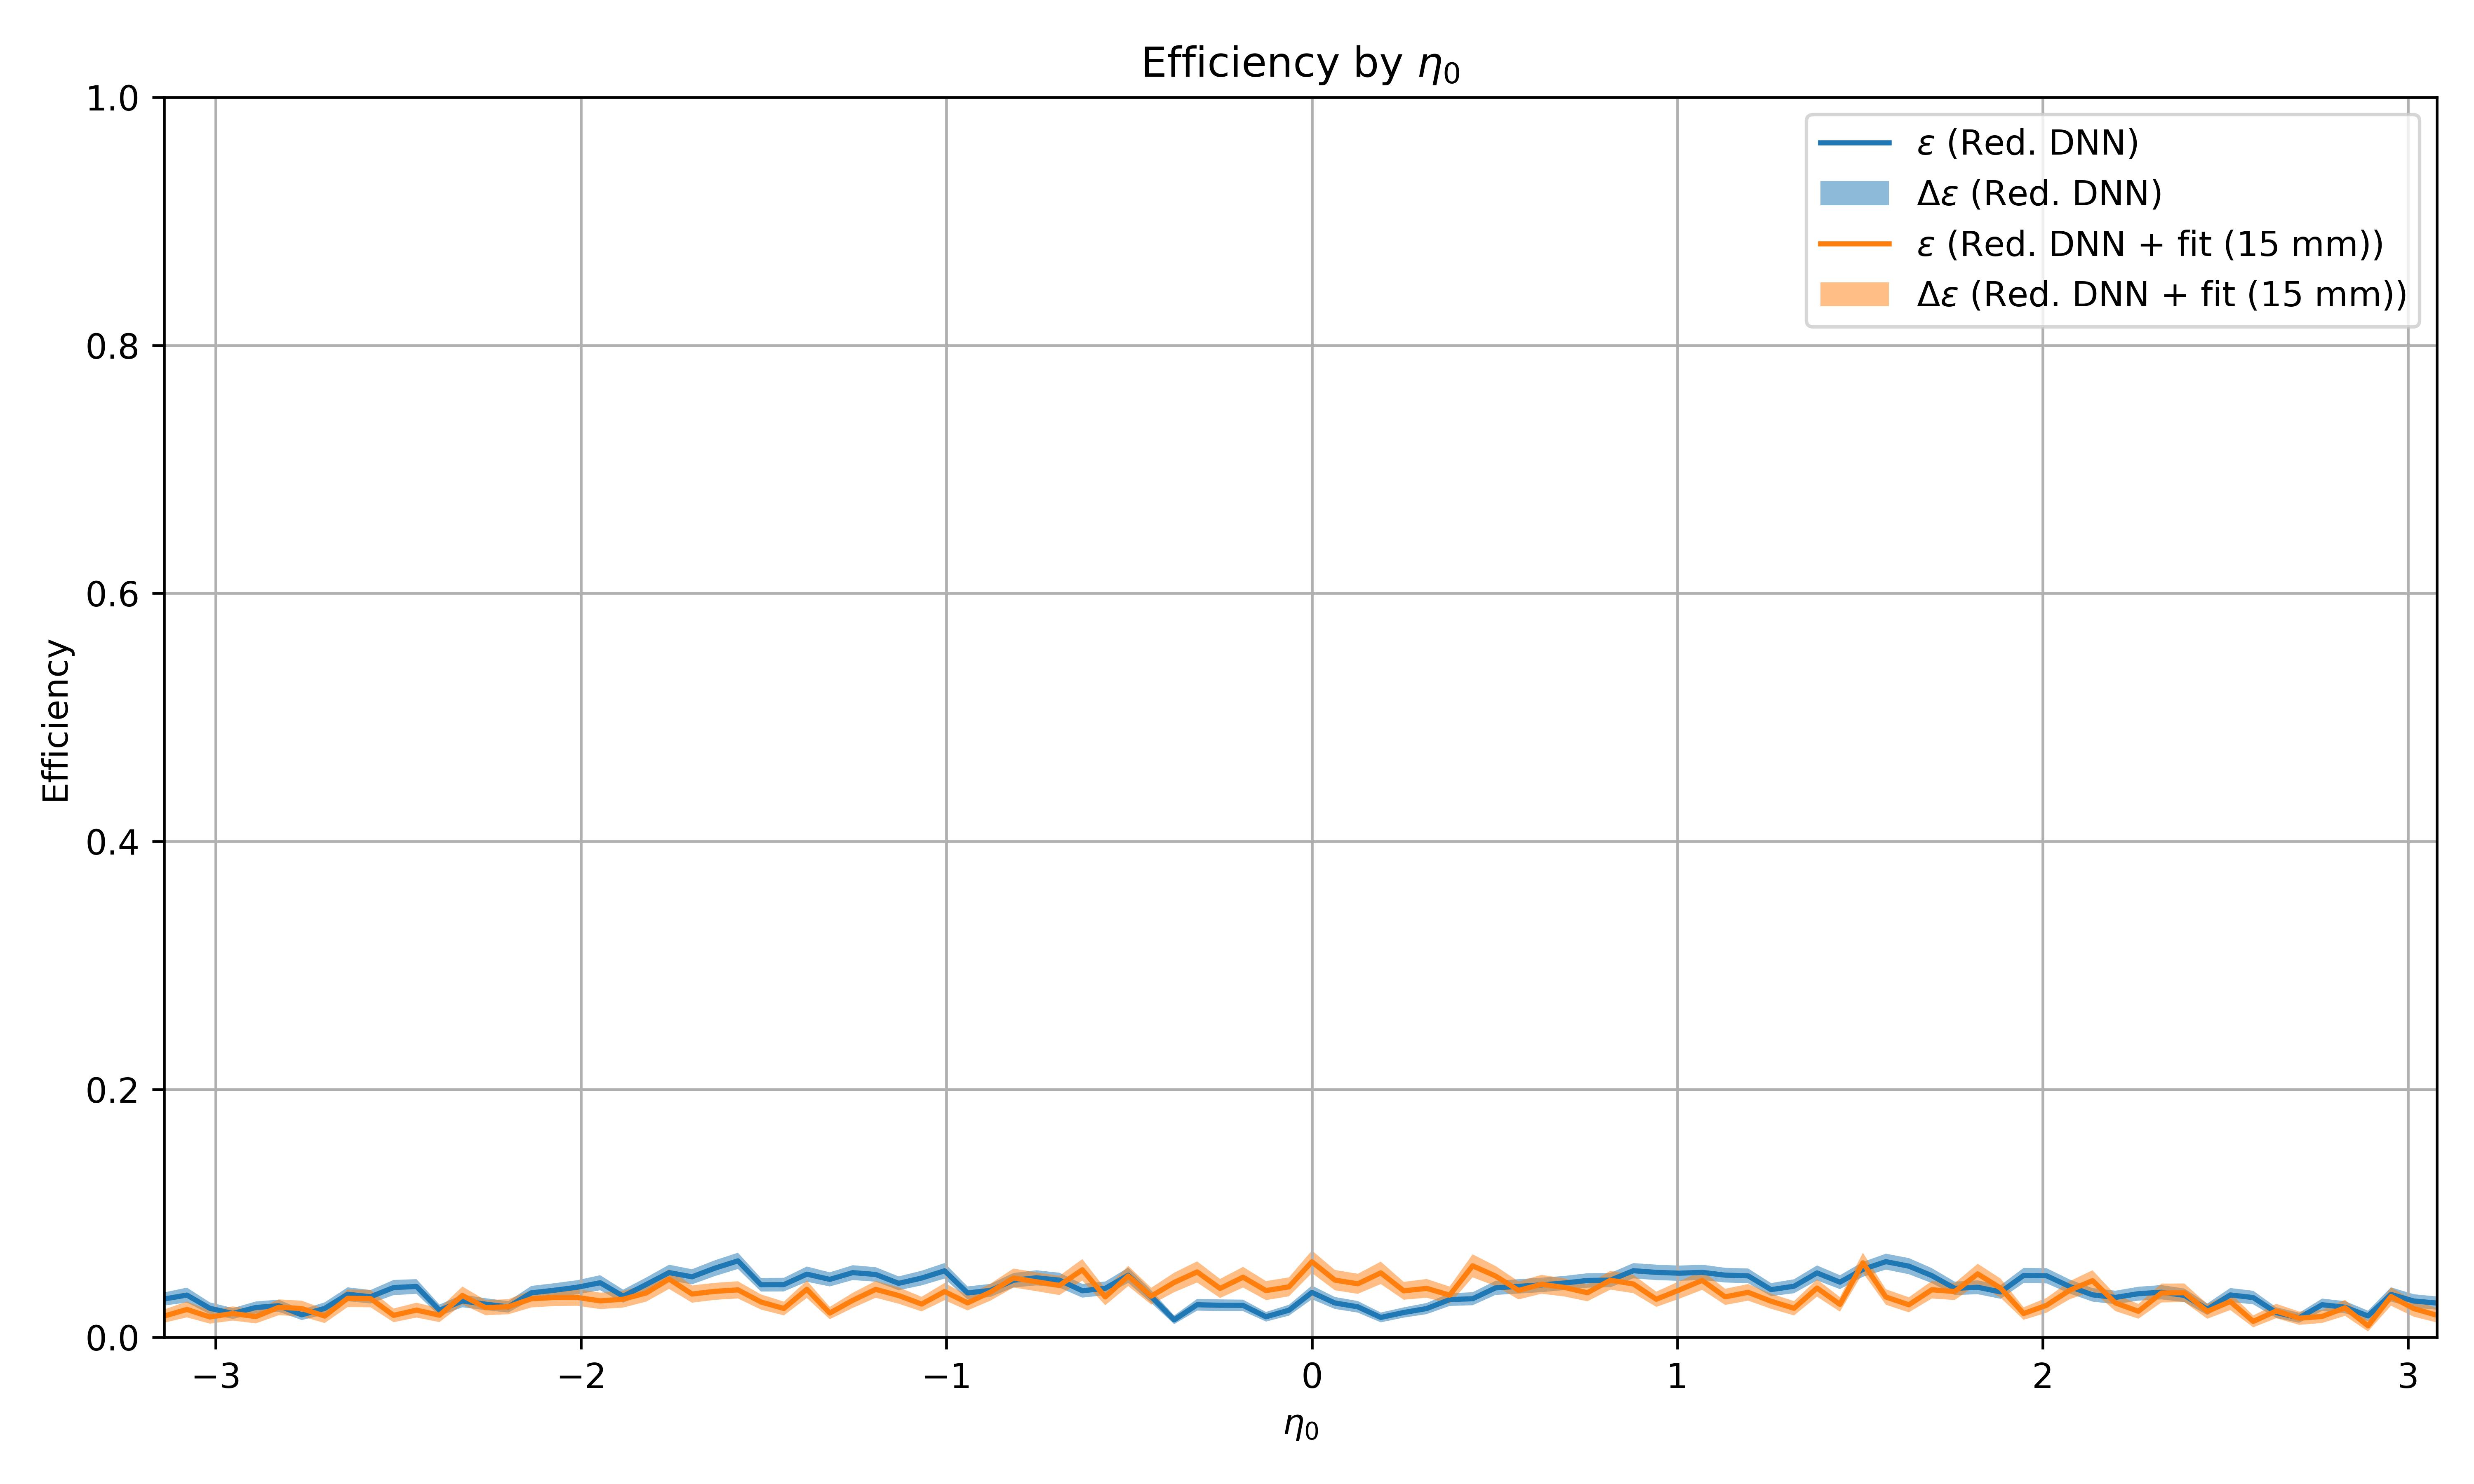 Efficiency by η₀
1.0
0.8
0.6
0.4
0.2
0.0
Efficiency
−3
−2
−1
0
1
2
3
η₀
ε (Red. DNN)
Δε (Red. DNN)
ε (Red. DNN + fit (15 mm))
Δε (Red. DNN + fit (15 mm))